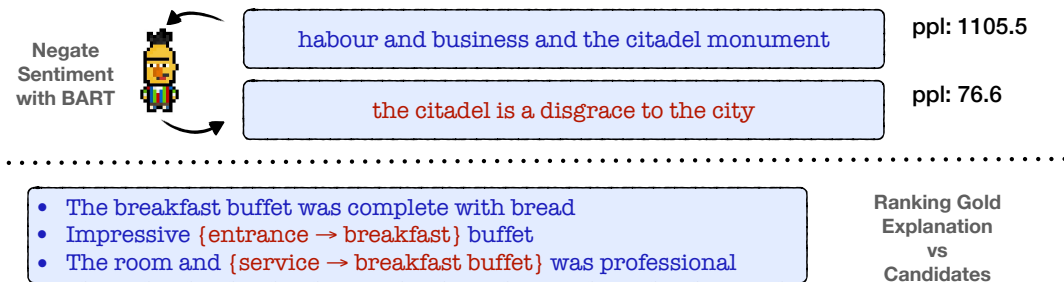 Negate
Sentiment
with BART
habour and business and the citadel monument
ppl: 1105.5
the citadel is a disgrace to the city
ppl: 76.6
• The breakfast buffet was complete with bread
• Impressive {entrance → breakfast} buffet
• The room and {service → breakfast buffet} was professional
Ranking Gold
Explanation
vs
Candidates